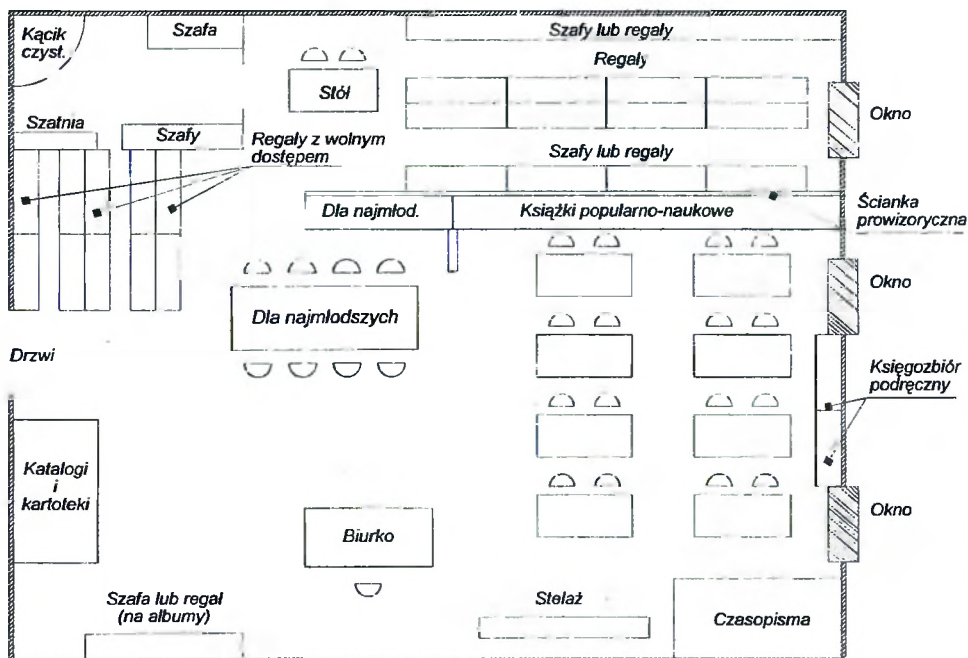 Kącik
czyst.
Szafa
Szafy lub regały
Regały
Stół
Okno
Szatnia
Szafy
Regały z wolnym
dostępem
Szafy lub regały
Dla najmłod.
Książki popularno-naukowe
Ścianka
prowizoryczna
Okno
Dla najmłodszych
Drzwi
Księgozbiór
podręczny
Katalogi
i
kartoteki
Biurko
Okno
Szafa lub regał
(na albumy)
Stelaż
Czasopisma